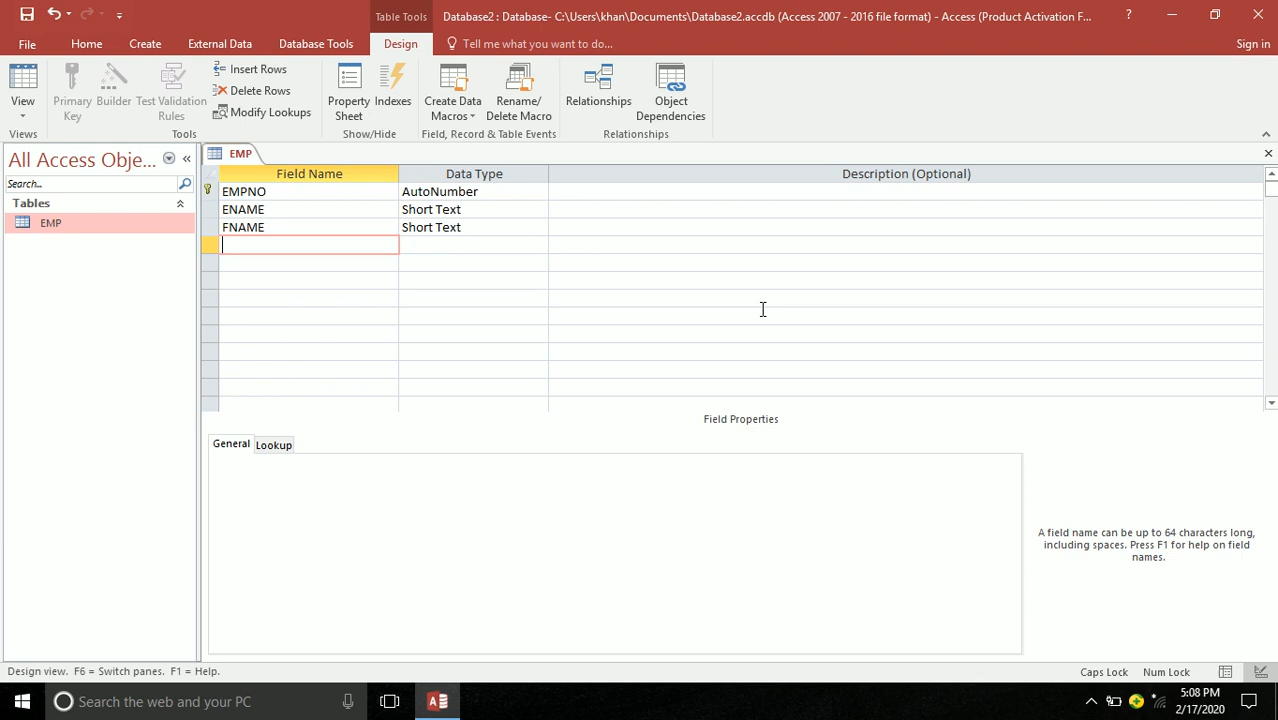 Table Tools
Database2 : Database- C:\Users\khan\Documents\Database2.accdb (Access 2007 - 2016 file format) - Access (Product Activation F...
?
File
Home
Create
External Data
Database Tools
Design
Tell me what you want to do...
Sign in
View
Primary Key
Builder
Test Validation Rules
Insert Rows
Delete Rows
Modify Lookups
Property Sheet
Indexes
Create Data Macros
Rename/ Delete Macro
Relationships
Object Dependencies
Views
Tools
Show/Hide
Field, Record & Table Events
Relationships
All Access Obje...
Search...
Tables
EMP
EMP
Field Name
Data Type
Description (Optional)
EMPNO AutoNumber
ENAME Short Text
FNAME Short Text
Field Properties
General
Lookup
A field name can be up to 64 characters long,
including spaces. Press F1 for help on field
names.
Design view. F6 = Switch panes. F1 = Help.
Caps Lock
Num Lock
Search the web and your PC
5:08 PM
2/17/2020